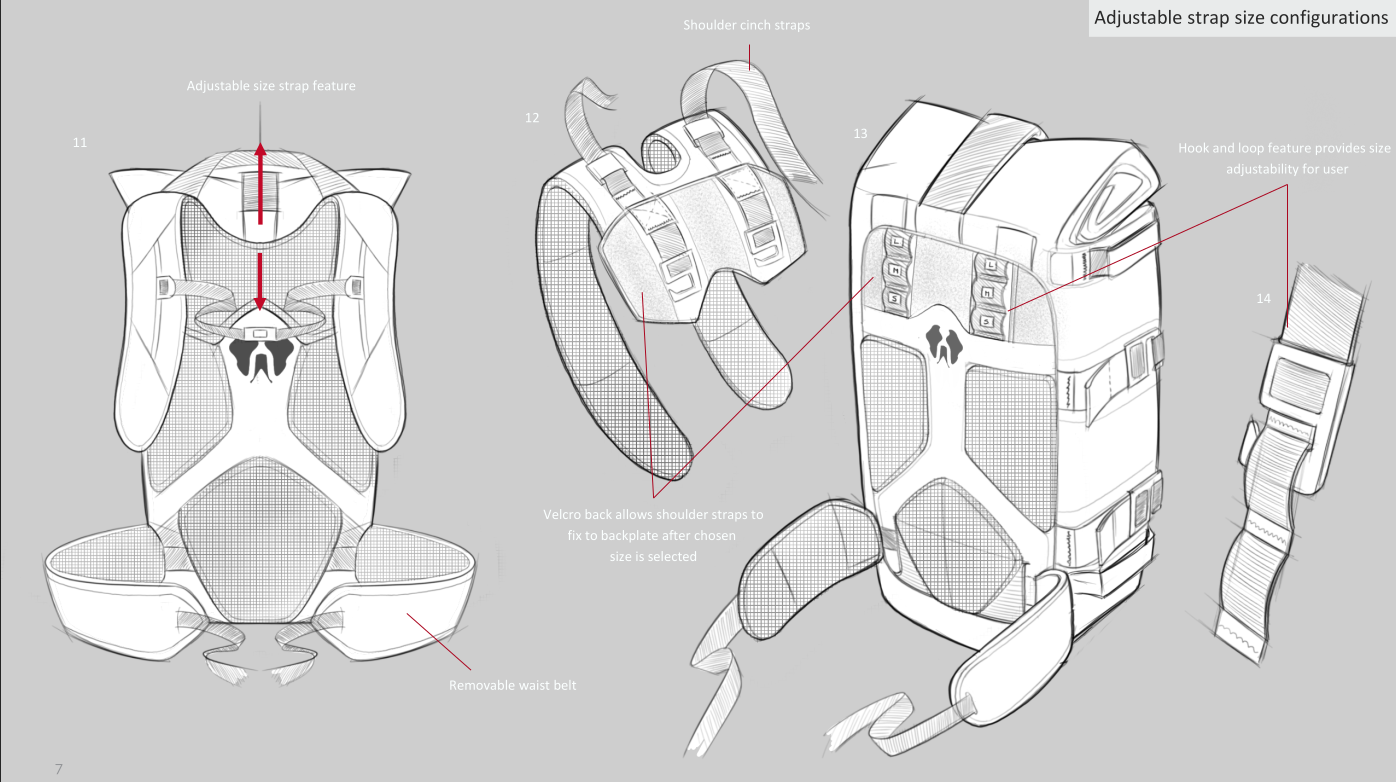 Adjustable strap size configurations
Shoulder cinch straps
Adjustable size strap feature
11
12
13
Hook and loop feature provides size
adjustability for user
14
L
M
S
L
M
S
Velcro back allows shoulder straps to
fix to backplate after chosen
size is selected
Removable waist belt
7